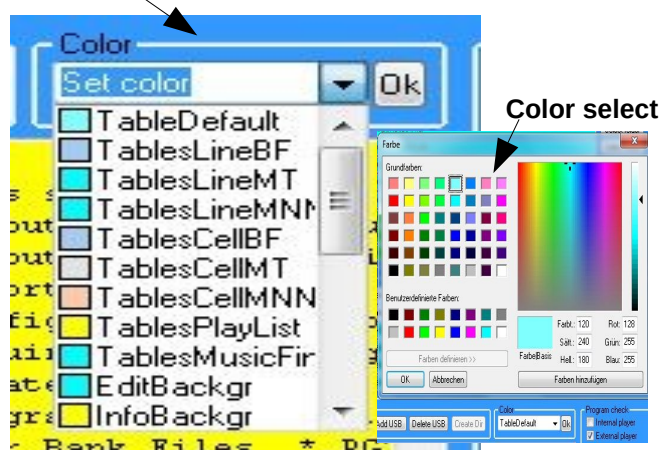 Color
Set color
Ok
TableDefault
TablesLineBF
TablesLineMT
TablesLineMNN
TablesCellBF
TablesCellMT
TablesCellMNN
TablesPlayList
TablesMusicFir
EditBackgr
InfoBackgr
Bank Files * PC
Color select
Farbe
Grundfarben:
Benutzerdefinierte Farben:
Farben definieren >>
OK
Abbrechen
FarbeBasis
Farbt.: 120
Sätt.: 240
Hell.: 180
Rot: 128
Grün: 255
Blau: 255
Farben hinzufügen
Add USB
Delete USB
Create Dir
Color
TableDefault
Ok
Program check
Internal player
External player